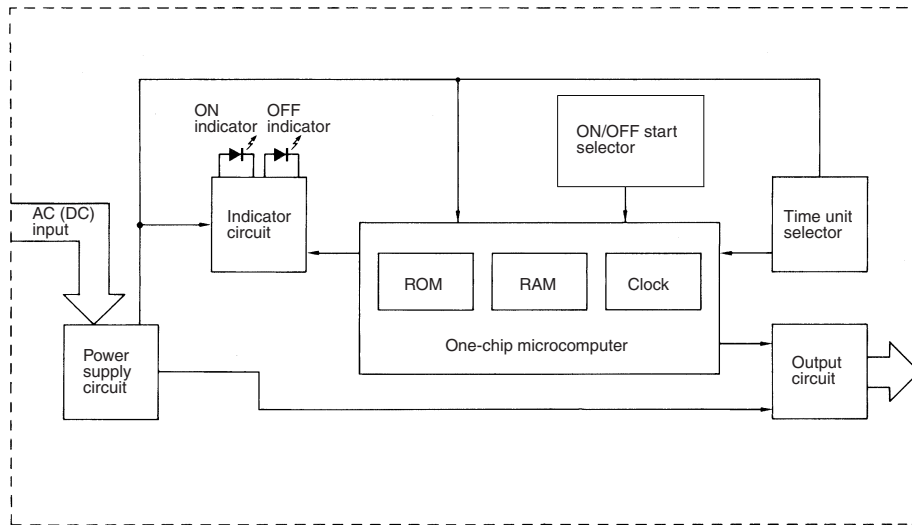 ON
indicator
OFF
indicator
ON/OFF start
selector
AC (DC)
input
Indicator
circuit
Time unit
selector
ROM
RAM
Clock
One-chip microcomputer
Power
supply
circuit
Output
circuit